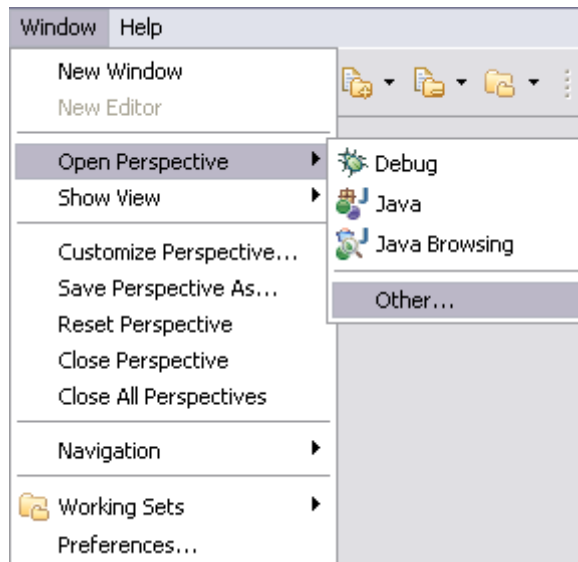 Window Help
New Window
New Editor
Open Perspective
Show View
Customize Perspective...
Save Perspective As...
Reset Perspective
Close Perspective
Close All Perspectives
Navigation
Working Sets
Preferences...
Debug
Java
Java Browsing
Other...